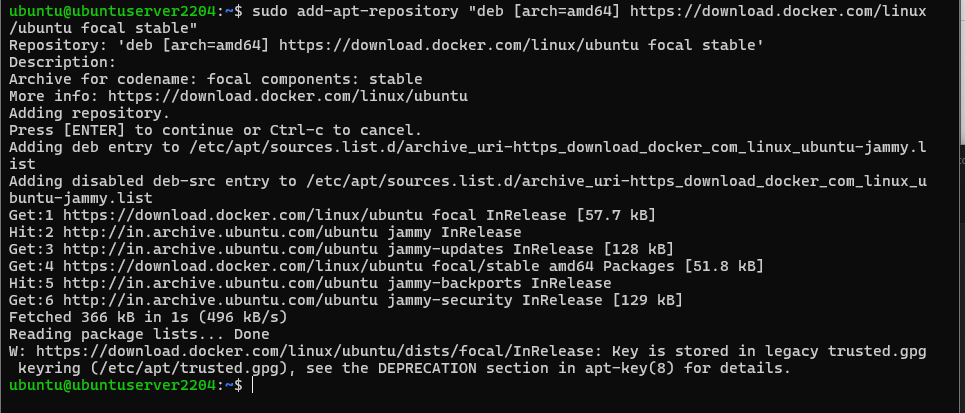 ubuntu@ubuntuserver2204:~$ sudo add-apt-repository "deb [arch=amd64] https://download.docker.com/linux
/ubuntu focal stable"
Repository: 'deb [arch=amd64] https://download.docker.com/linux/ubuntu focal stable'
Description:
Archive for codename: focal components: stable
More info: https://download.docker.com/linux/ubuntu
Adding repository.
Press [ENTER] to continue or Ctrl-c to cancel.
Adding deb entry to /etc/apt/sources.list.d/archive_uri-https_download_docker_com_linux_ubuntu-jammy.l
ist
Adding disabled deb-src entry to /etc/apt/sources.list.d/archive_uri-https_download_docker_com_linux_u
buntu-jammy.list
Get:1 https://download.docker.com/linux/ubuntu focal InRelease [57.7 kB]
Hit:2 http://in.archive.ubuntu.com/ubuntu jammy InRelease
Get:3 http://in.archive.ubuntu.com/ubuntu jammy-updates InRelease [128 kB]
Get:4 https://download.docker.com/linux/ubuntu focal/stable amd64 Packages [51.8 kB]
Hit:5 http://in.archive.ubuntu.com/ubuntu jammy-backports InRelease
Get:6 http://in.archive.ubuntu.com/ubuntu jammy-security InRelease [129 kB]
Fetched 366 kB in 1s (496 kB/s)
Reading package lists... Done
W: https://download.docker.com/linux/ubuntu/dists/focal/InRelease: Key is stored in legacy trusted.gpg
 keyring (/etc/apt/trusted.gpg), see the DEPRECATION section in apt-key(8) for details.
ubuntu@ubuntuserver2204:~$